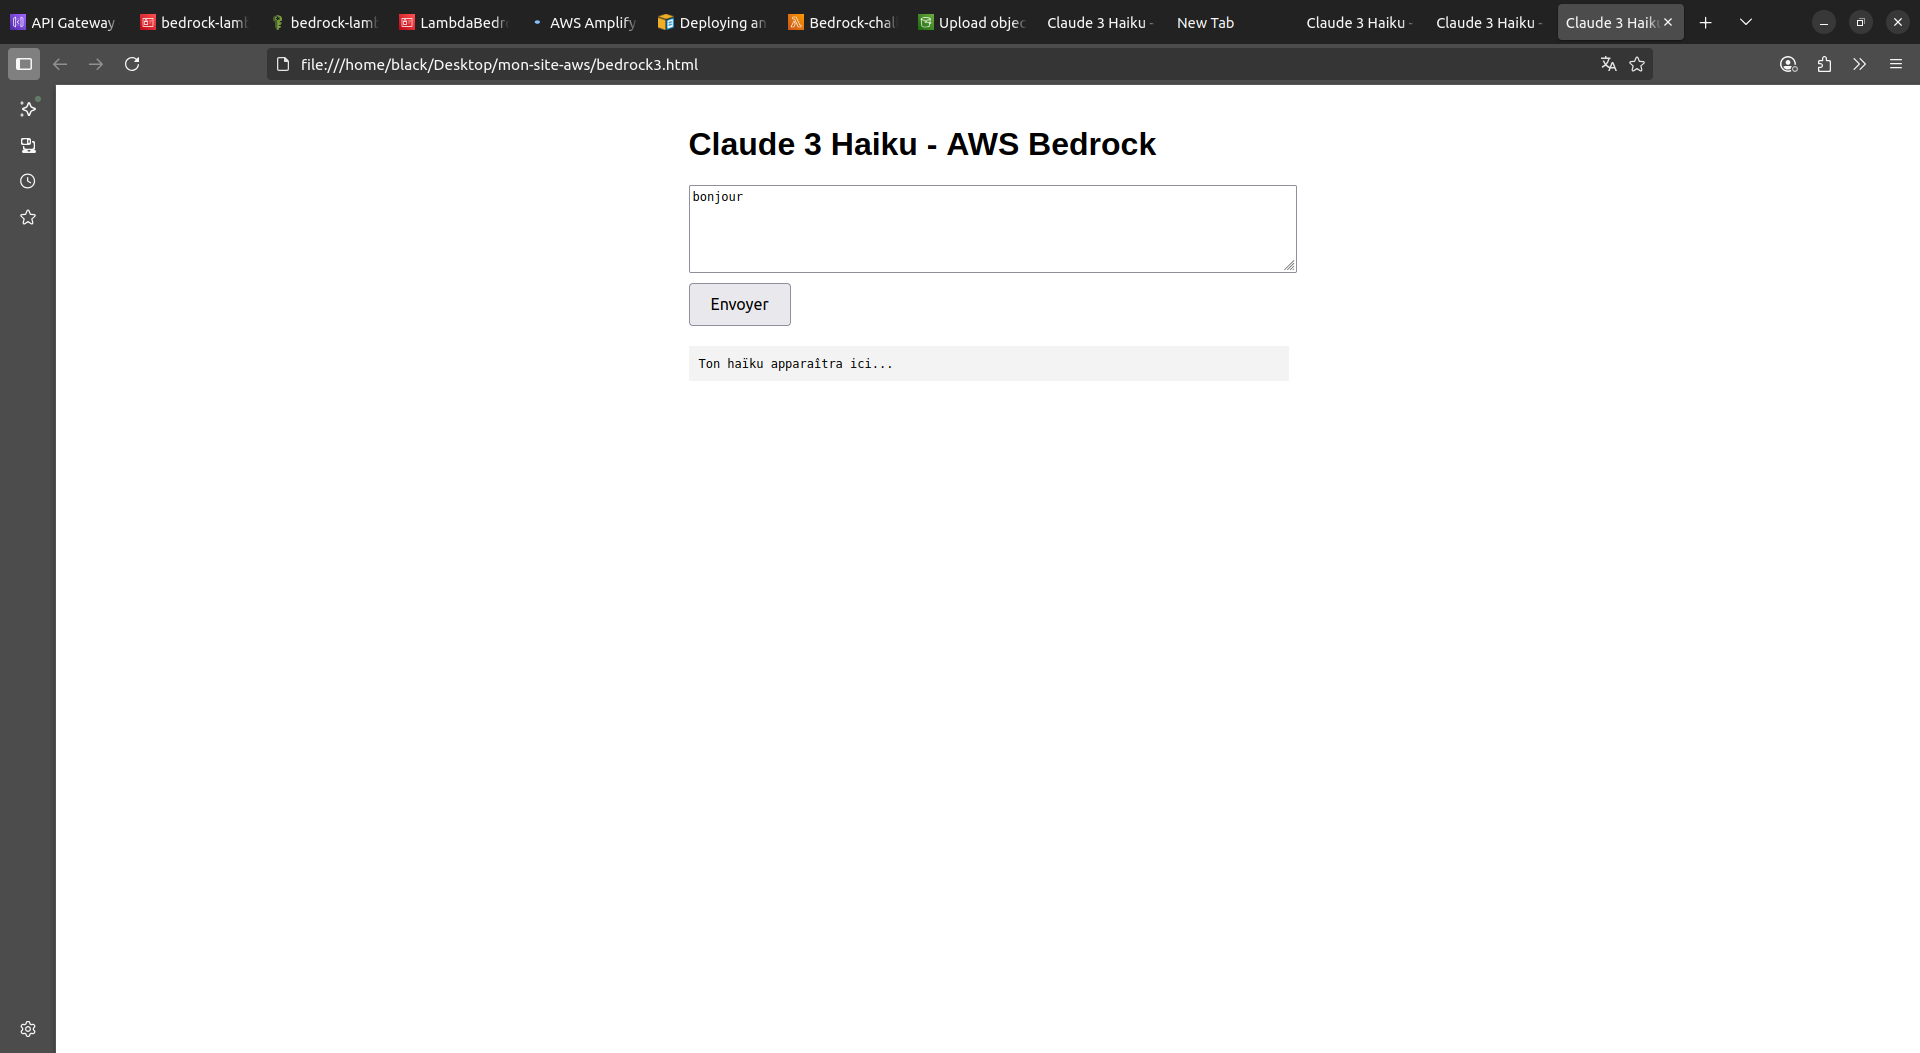 API Gateway
bedrock-lam
bedrock-lam
LambdaBedr
AWS Amplify
Deploying an
Bedrock-chal
Upload objec
Claude 3 Haiku -
New Tab
Claude 3 Haiku -
Claude 3 Haiku -
Claude 3 Haik
file:///home/black/Desktop/mon-site-aws/bedrock3.html
Claude 3 Haiku - AWS Bedrock
bonjour
Envoyer
Ton haïku apparaîtra ici...